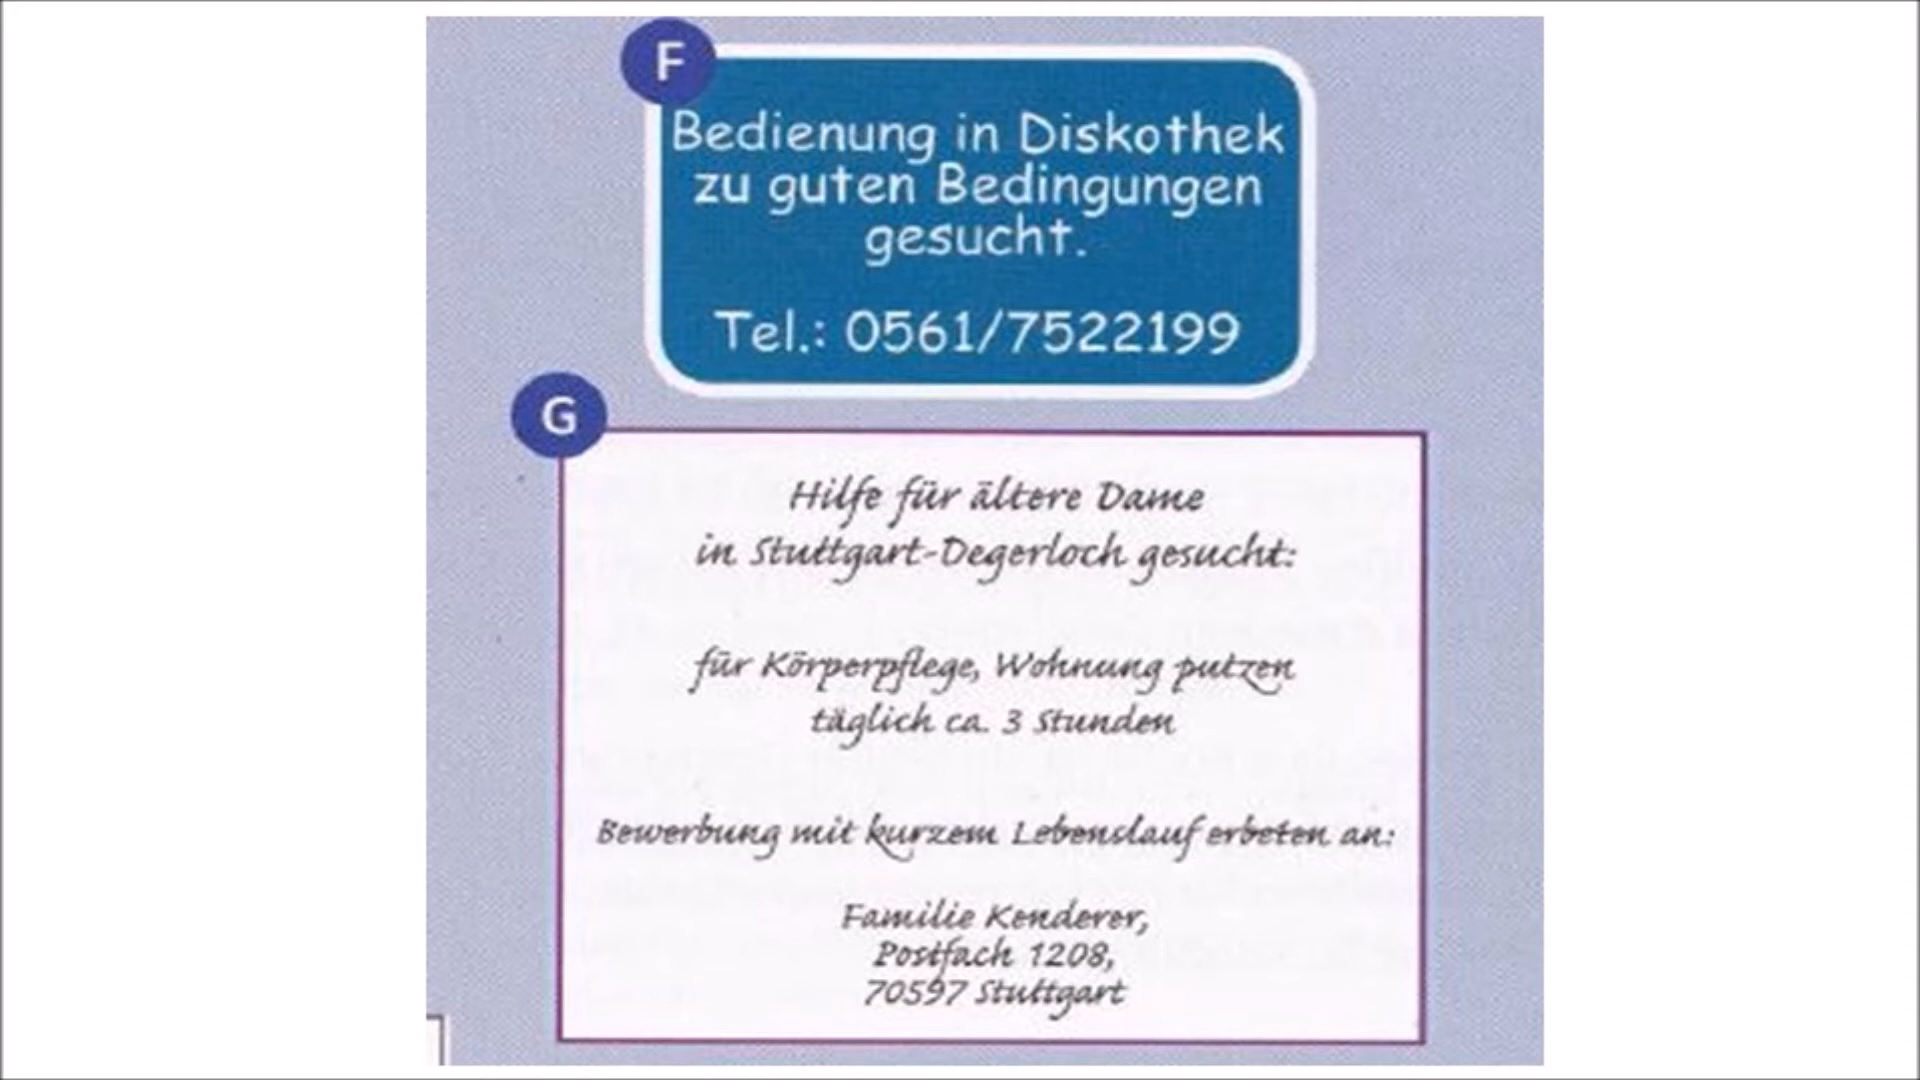 F
Bedienung in Diskothek
zu guten Bedingungen
gesucht.
Tel.: 0561/7522199
G
Hilfe für ältere Dame
in Stuttgart-Degerloch gesucht:
für Körperpflege, Wohnung putzen
täglich ca. 3 Stunden
Bewerbung mit kurzem Lebenslauf erbeten an:
Familie Kenderer,
Postfach 1208,
70597 Stuttgart